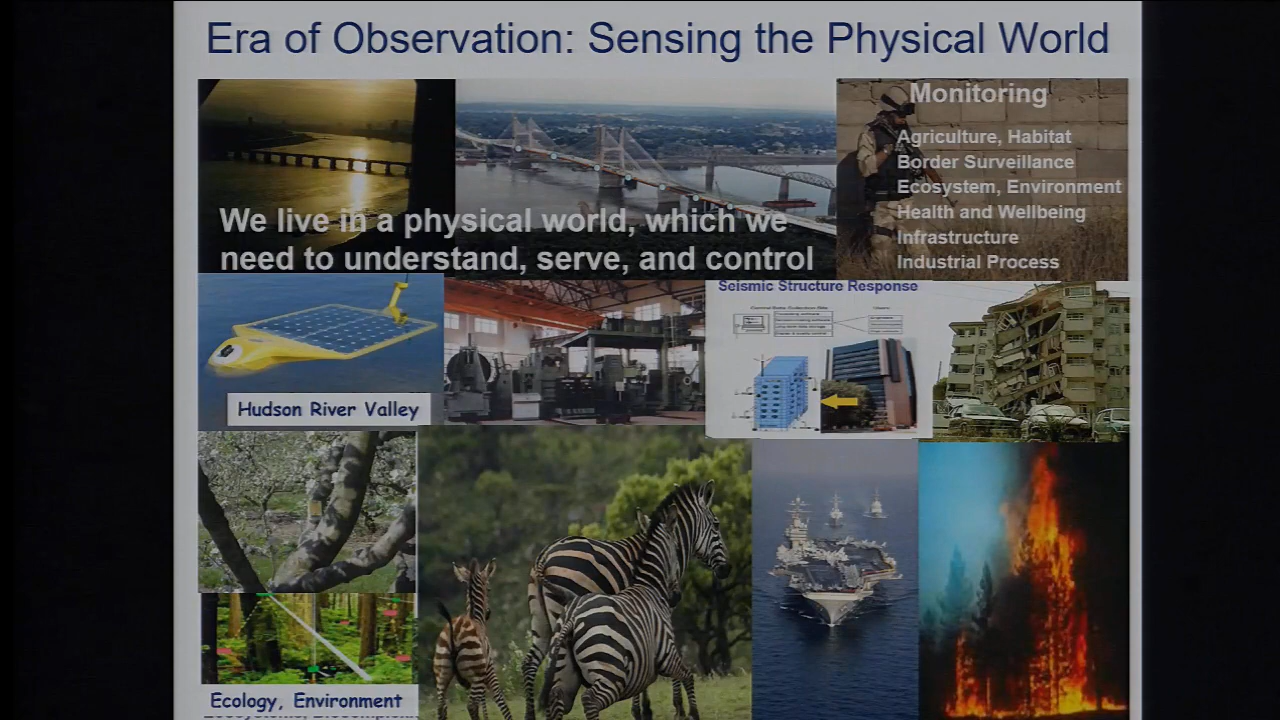 Era of Observation: Sensing the Physical World
Monitoring
Agriculture, Habitat
Border Surveillance
Ecosystem, Environment
Health and Wellbeing
Infrastructure
Industrial Process
We live in a physical world, which we
need to understand, serve, and control
Seismic Structure Response
Hudson River Valley
Ecology, Environment